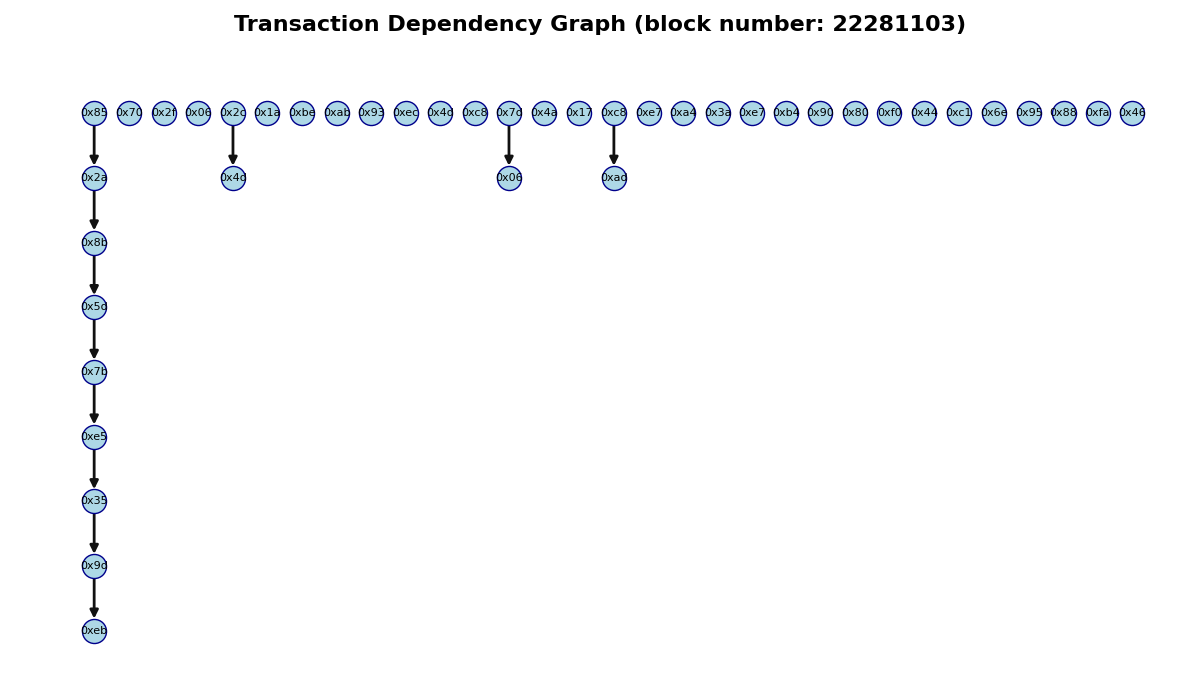 Transaction Dependency Graph (block number: 22281103)
0x85 0x70 0x2f 0x06 0x2c 0x1a 0xbe 0xab 0x93 0xec 0x4d 0xc8 0x7d 0x4a 0x17 0xc8 0xe7 0xa4 0x3a 0xe7 0xb4 0x90 0x80 0xf0 0x44 0xc1 0x6e 0x95 0x88 0xfa 0x46
0x2a 0x4d 0x06 0xad
0x8b
0x5d
0x7b
0xe5
0x35
0x9d
0xeb